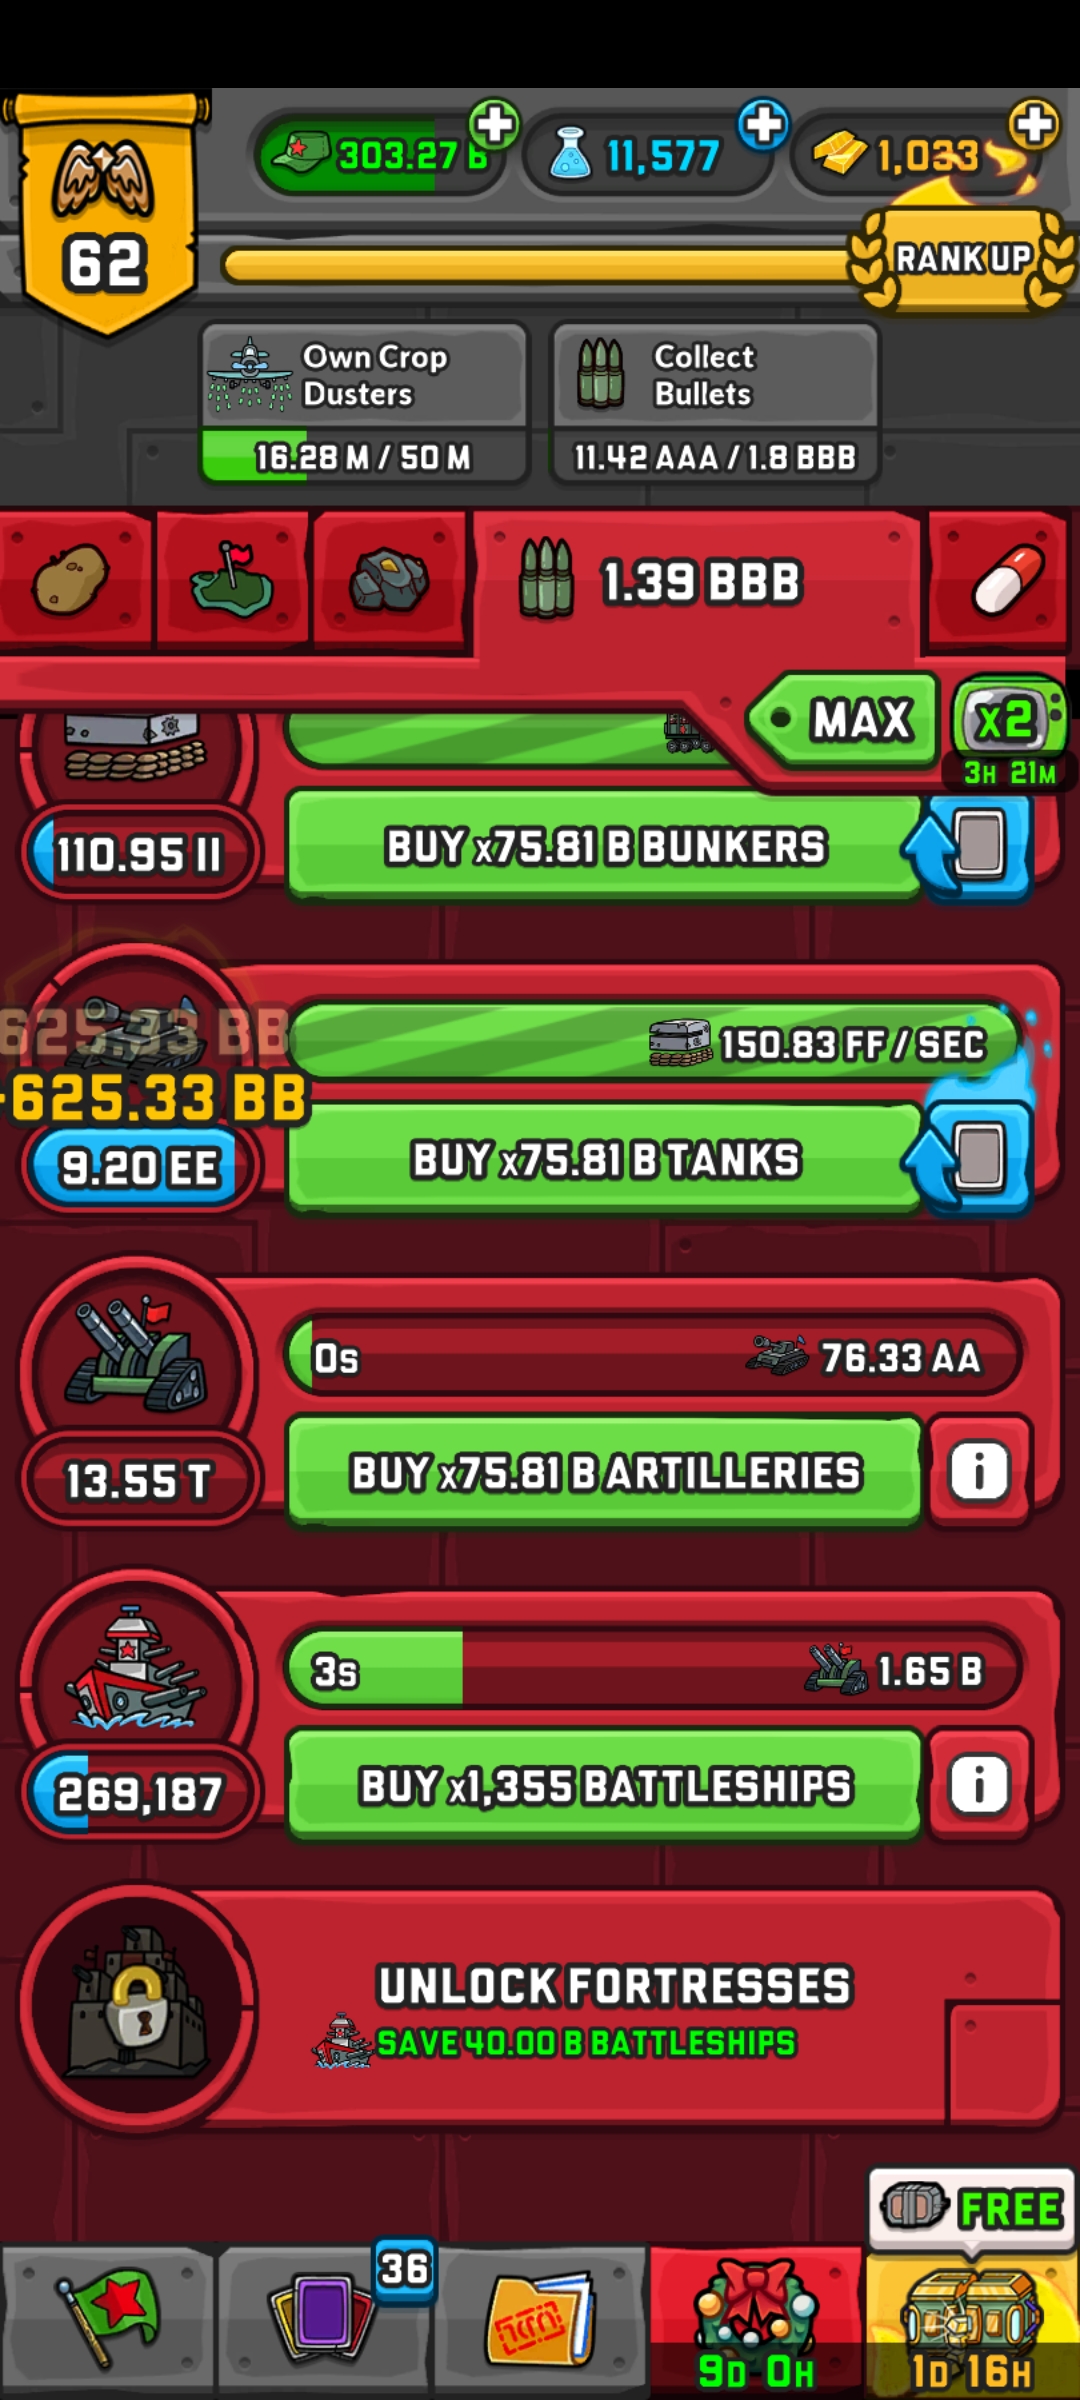 303.27 B
11,577
1,033
62
RANK UP
Own Crop
Dusters
16.28 M / 50 M
Collect
Bullets
11.42 AAA / 1.8 BBB
1.39 BBB
MAX
x2
3H 21M
110.95 II
BUY x75.81 B BUNKERS
625.33 BB
150.83 FF / SEC
-625.33 BB
9.20 EE
BUY x75.81 B TANKS
0s
76.33 AA
13.55 T
BUY x75.81 B ARTILLERIES
i
3s
1.65 B
269,187
BUY x1,355 BATTLESHIPS
i
UNLOCK FORTRESSES
SAVE 40.00 B BATTLESHIPS
FREE
36
9D 0H
1D 16H